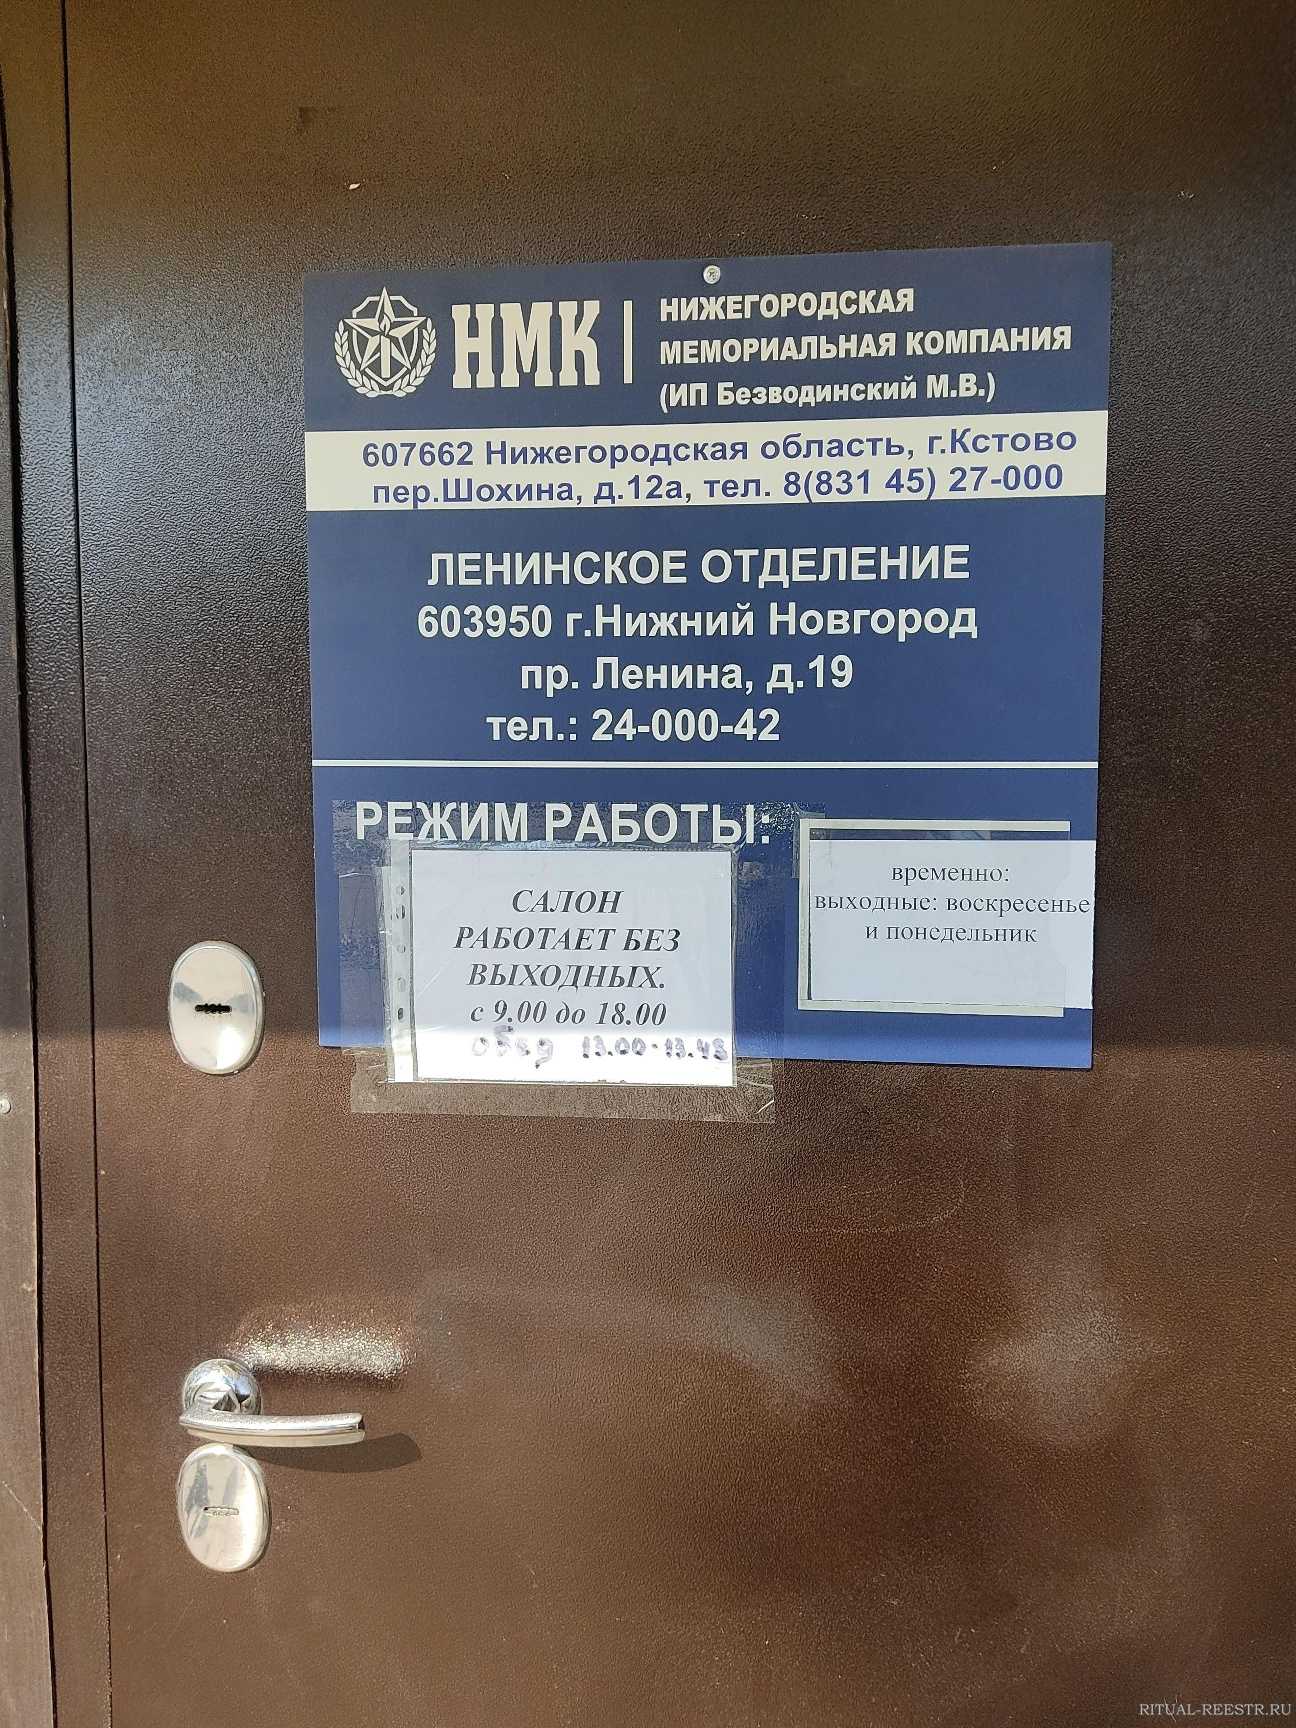 НМК
НИЖЕГОРОДСКАЯ
МЕМОРИАЛЬНАЯ КОМПАНИЯ
(ИП Безводинский М.В.)
607662 Нижегородская область, г.Кстово
пер.Шохина, д.12а, тел. 8(831 45) 27-000
ЛЕНИНСКОЕ ОТДЕЛЕНИЕ
603950 г.Нижний Новгород
пр. Ленина, д.19
тел.: 24-000-42
РЕЖИМ РАБОТЫ:
САЛОН
РАБОТАЕТ БЕЗ
ВЫХОДНЫХ.
с 9.00 до 18.00
обед 13.00-13.45
временно:
выходные: воскресенье
и понедельник
RITUAL-REESTR.RU